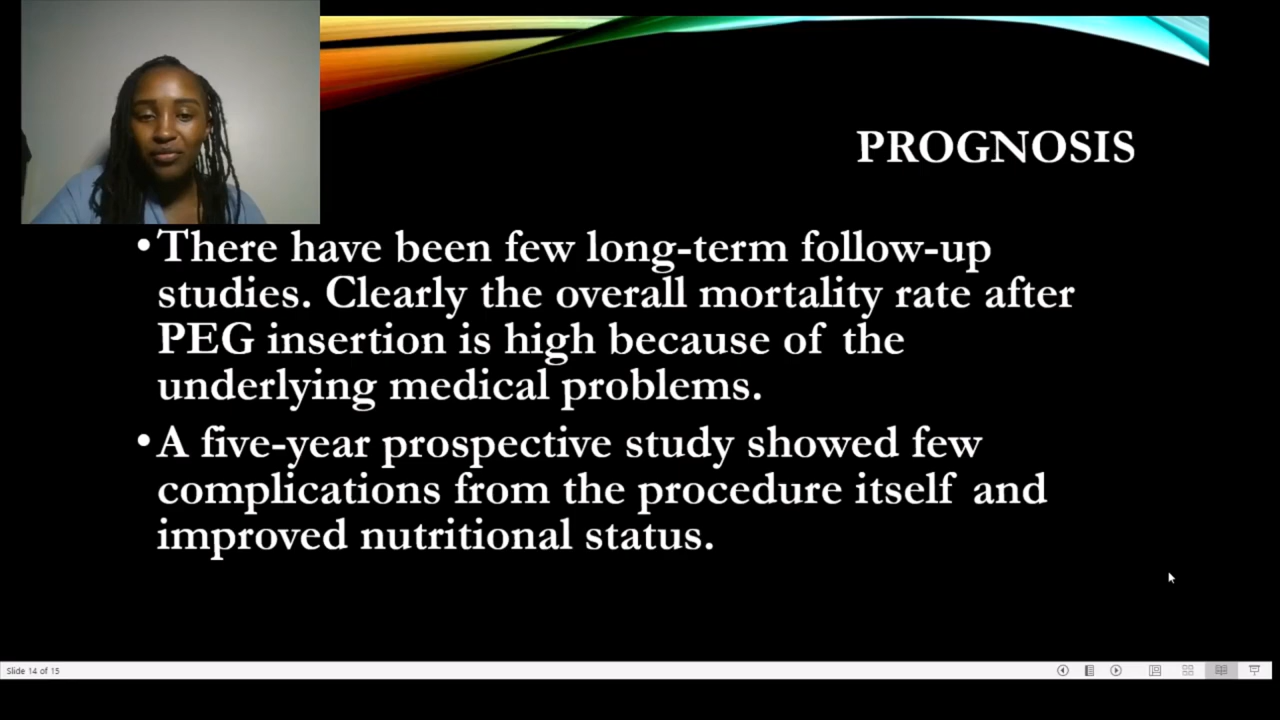 PROGNOSIS
•There have been few long-term follow-up
studies. Clearly the overall mortality rate after
PEG insertion is high because of the
underlying medical problems.
•A five-year prospective study showed few
complications from the procedure itself and
improved nutritional status.
Slide 14 of 15